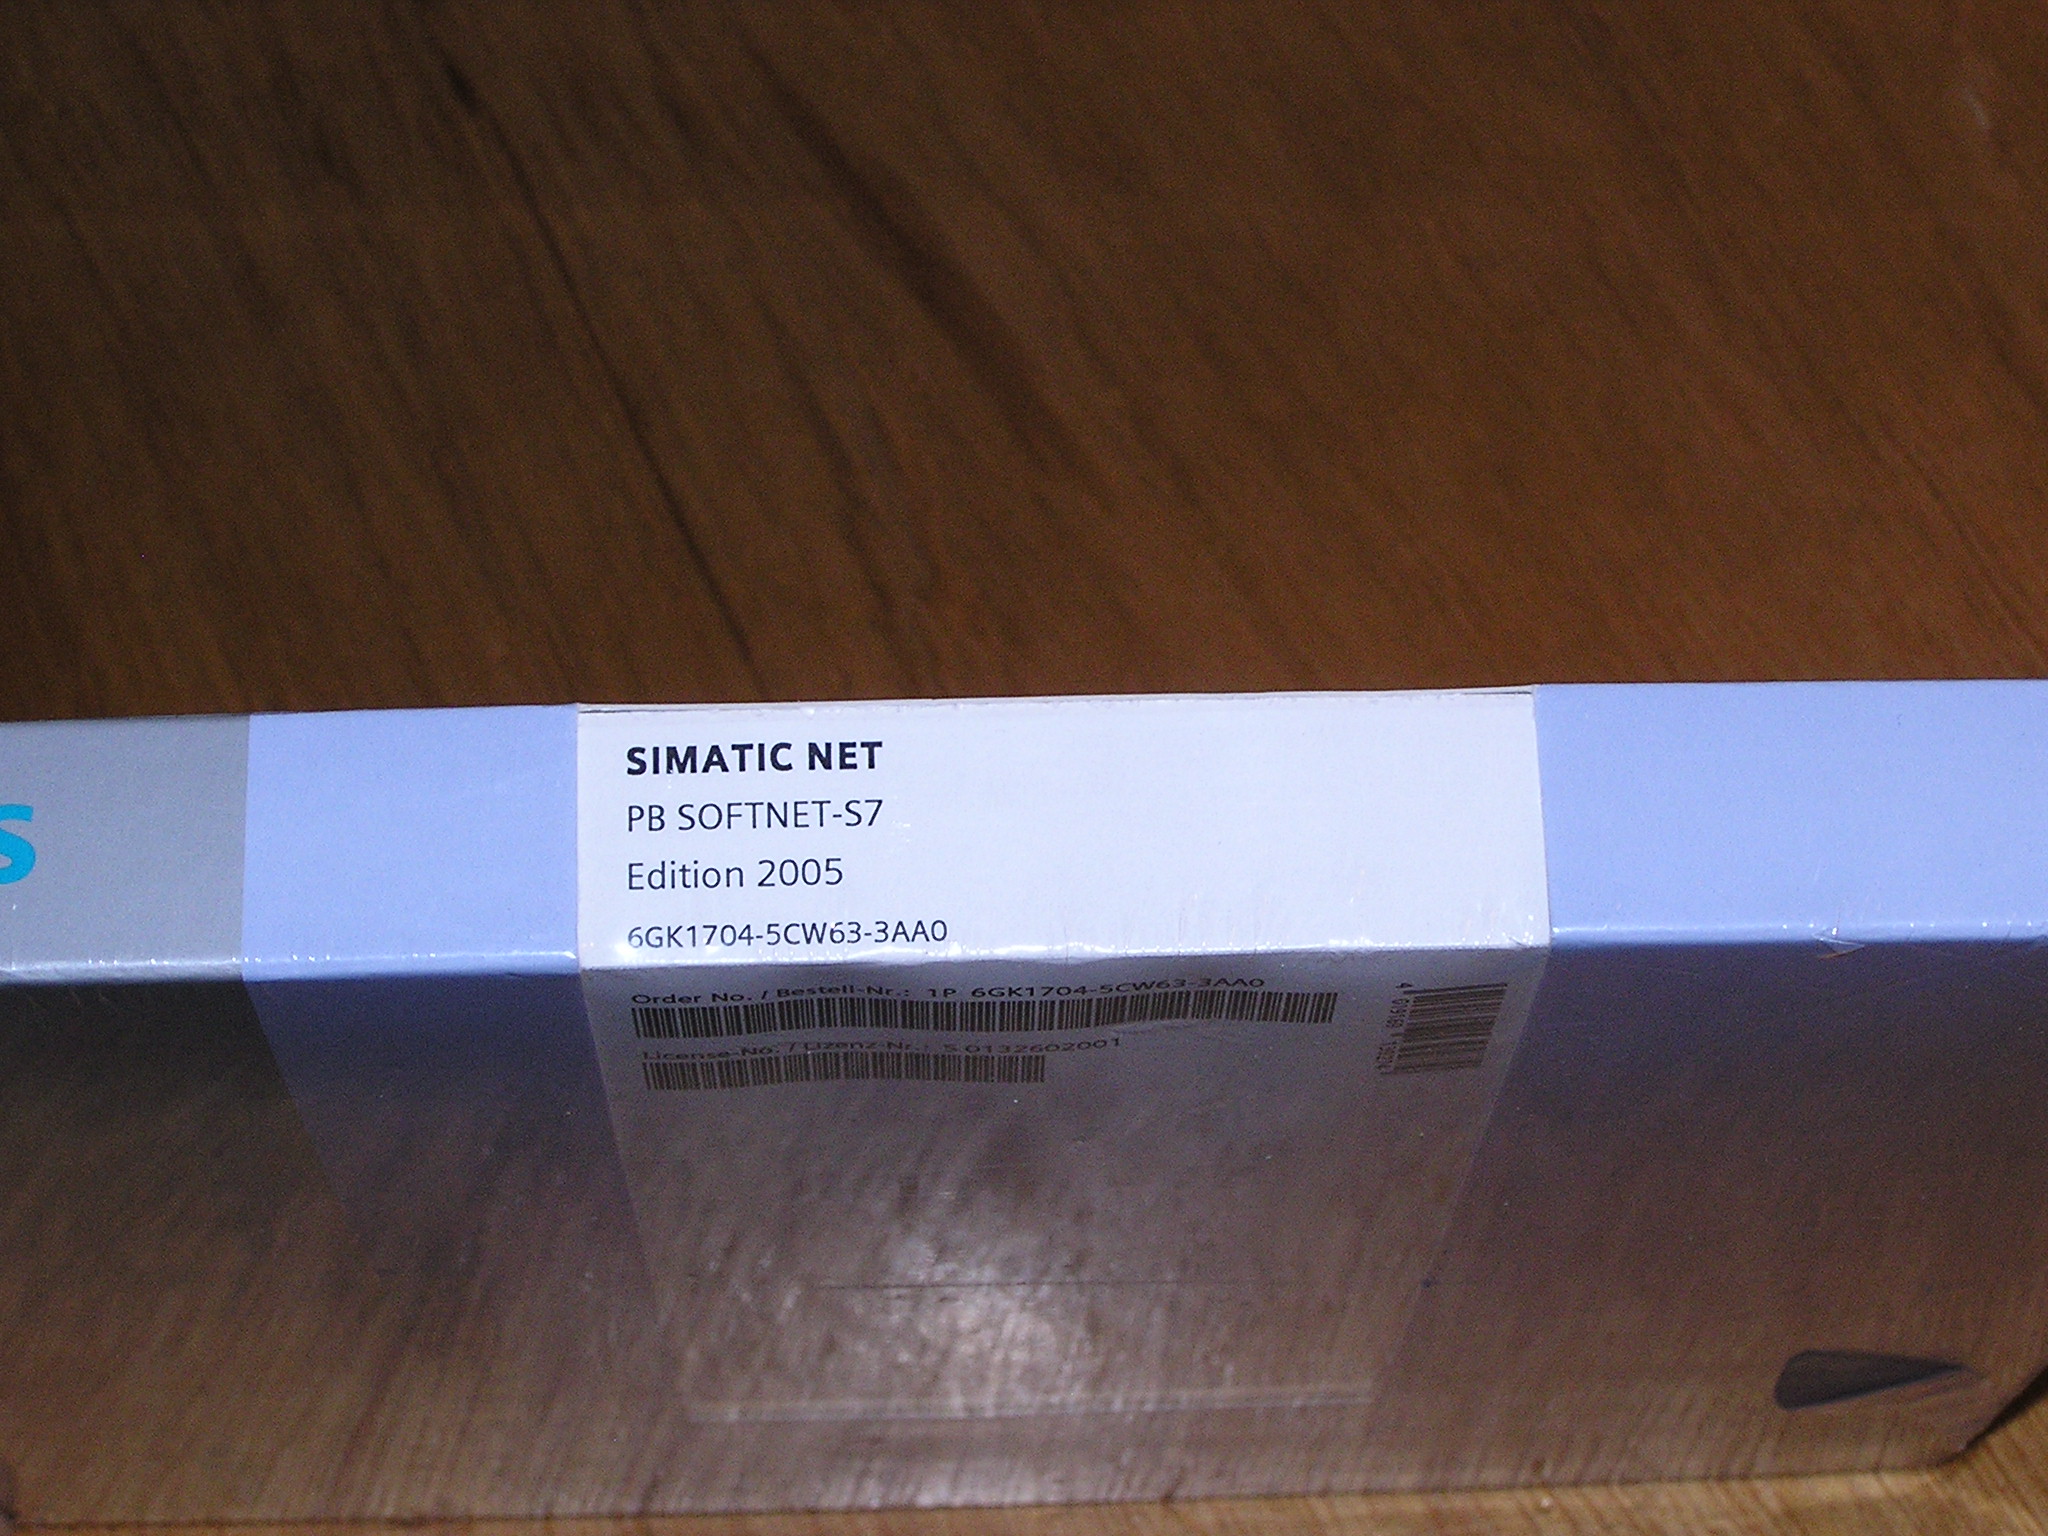 S
SIMATIC NET
PB SOFTNET-S7
Edition 2005
6GK1704-5CW63-3AA0
Order No. / Bestell-Nr.: 1P 6GK1704-5CW63-3AA0
License-No. / Lizenz-Nr.: S 0132602001